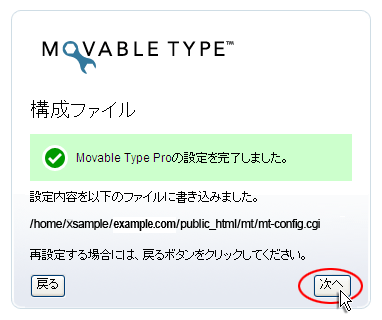 MOVABLE TYPE™
構成ファイル
Movable Type Proの設定を完了しました。
設定内容を以下のファイルに書き込みました。
/home/xsample/example.com/public_html/mt/mt-config.cgi
再設定する場合には、戻るボタンをクリックしてください。
戻る 次へ